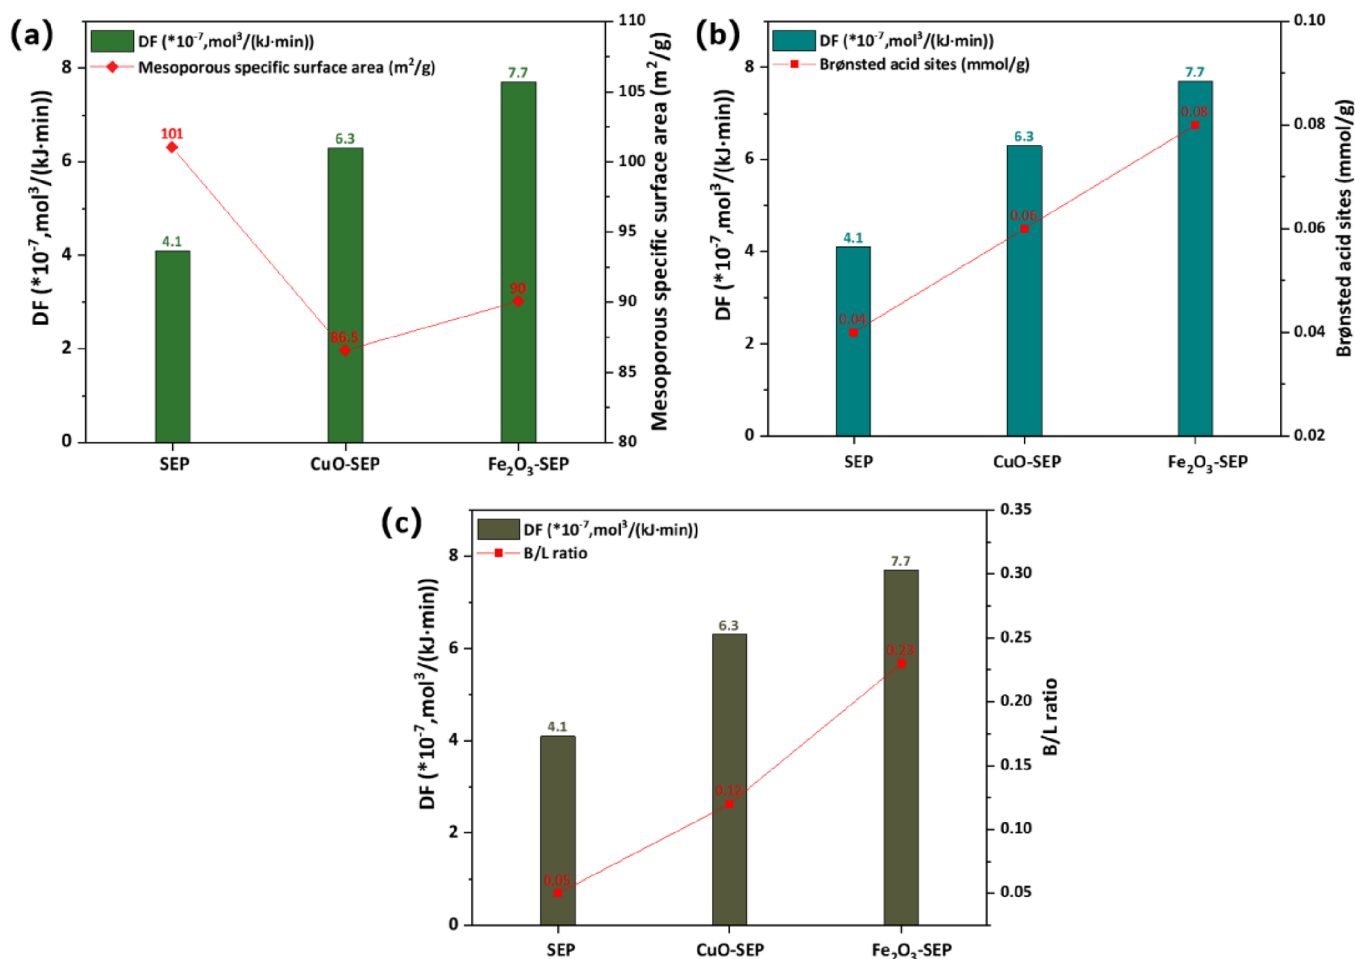 (a)
DF (*10⁻⁷,mol³/(kJ·min))
Mesoporous specific surface area (m²/g)
DF (*10⁻⁷,mol³/(kJ·min))
8
6
4
2
0
4.1
6.3
7.7
101
86.5
90
SEP
CuO-SEP
Fe₂O₃-SEP
110
105
100
95
90
85
80
Mesoporous specific surface area (m²/g)
(b)
DF (*10⁻⁷,mol³/(kJ·min))
Brønsted acid sites (mmol/g)
DF (*10⁻⁷,mol³/(kJ·min))
8
6
4
2
0
4.1
6.3
7.7
0.04
0.06
0.08
SEP
CuO-SEP
Fe₂O₃-SEP
0.10
0.08
0.06
0.04
0.02
Brønsted acid sites (mmol/g)
(c)
DF (*10⁻⁷,mol³/(kJ·min))
B/L ratio
DF (*10⁻⁷,mol³/(kJ·min))
8
6
4
2
0
4.1
6.3
7.7
0.05
0.12
0.23
SEP
CuO-SEP
Fe₂O₃-SEP
0.35
0.30
0.25
0.20
0.15
0.10
0.05
B/L ratio